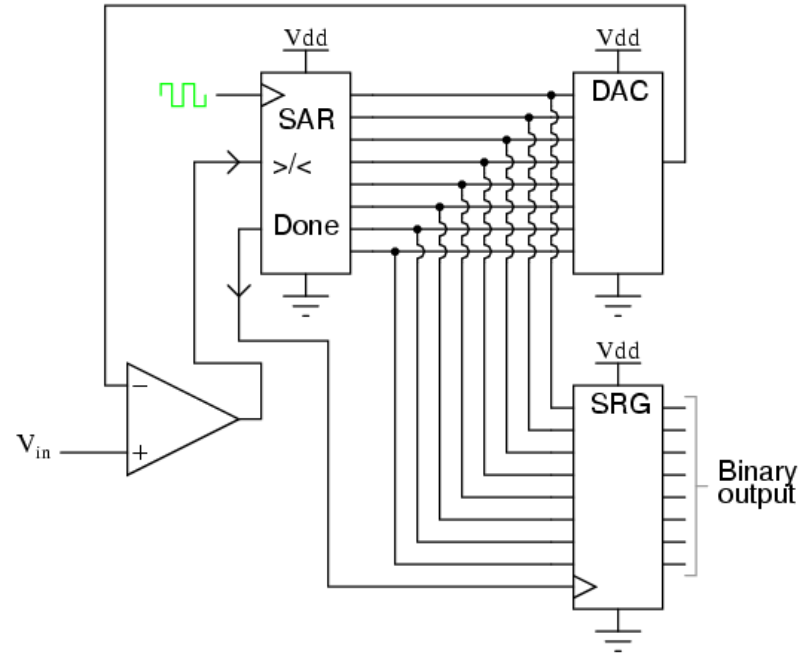 Vdd
Vdd
SAR
DAC
>/<
Done
Vdd
SRG
−
Vin
+
Binary
output